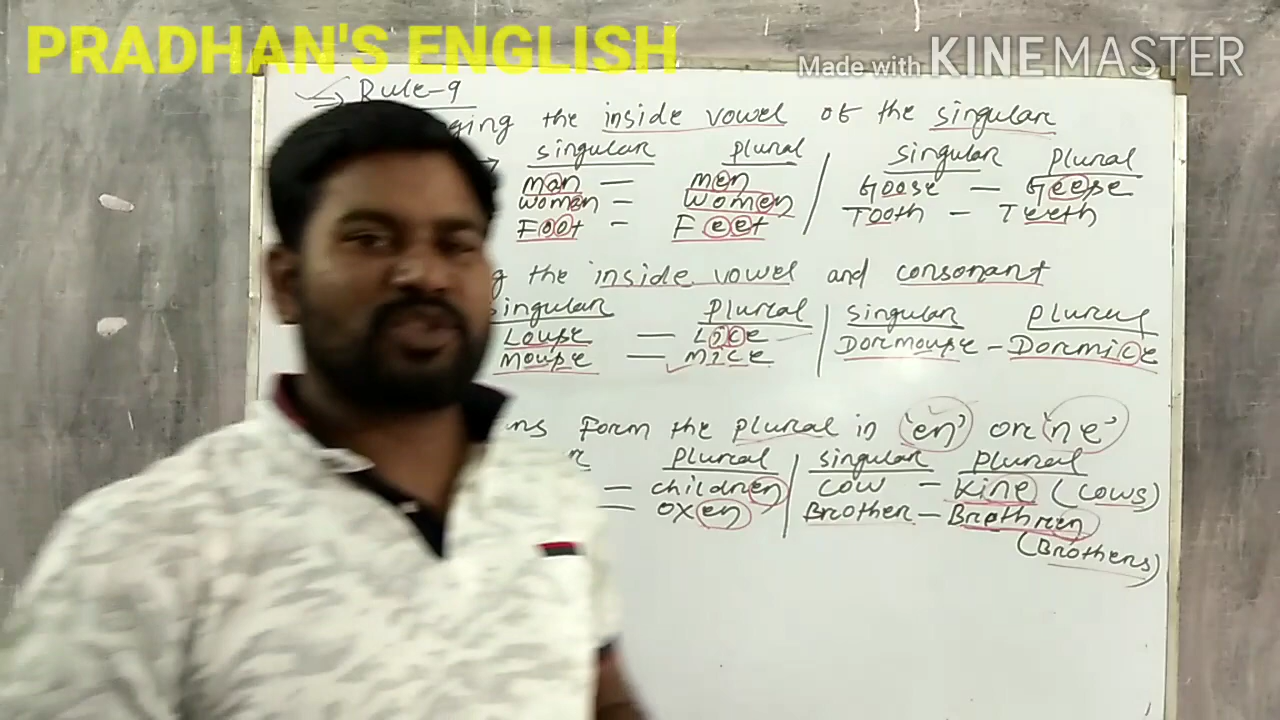 PRADHAN'S ENGLISH
Made with KINEMASTER
Rule-9
the inside vowel of the singular
singular plural singular plural
man — men Goose — Geese
women — women Tooth — Teeth
Foot — Feet
the inside vowel and consonant
singular plural singular plural
Louse — Lice Dormouse — Dormice
Mouse — mice
Form the plural in 'en' or 'ne'
plural singular plural
= children cow — Kine (cows)
= oxen Brother — Brethren
(Brothers)